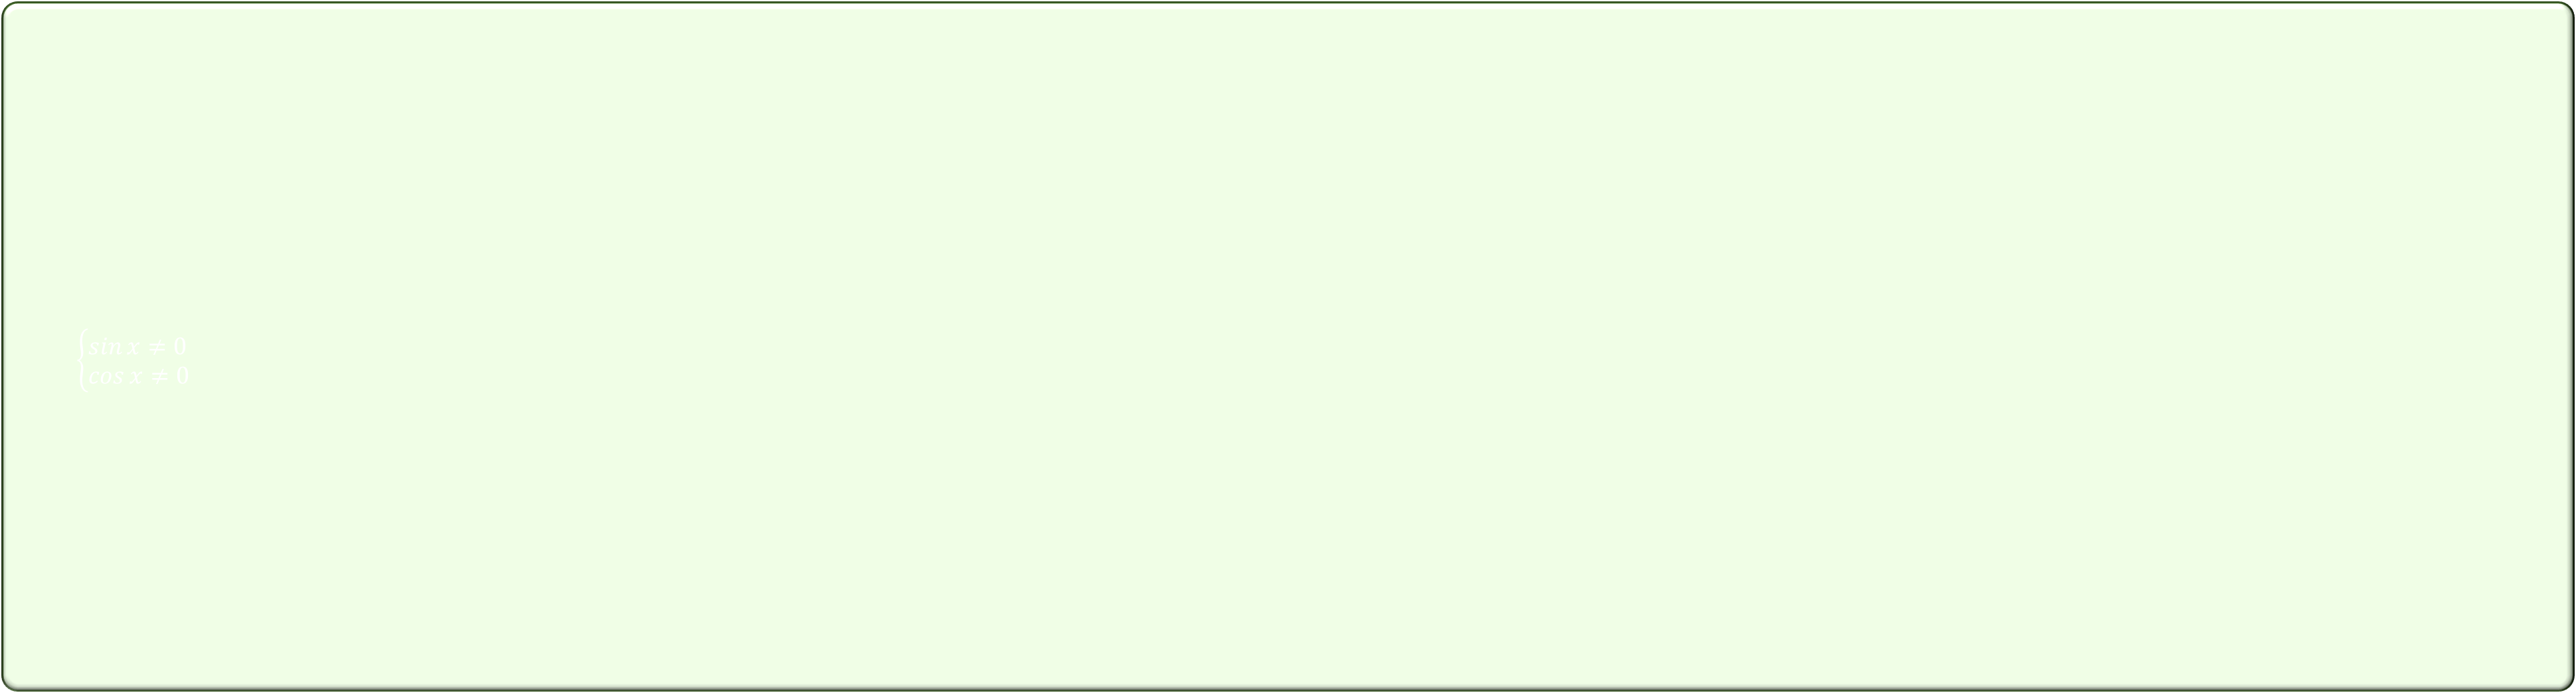 sin x ≠ 0
cos x ≠ 0